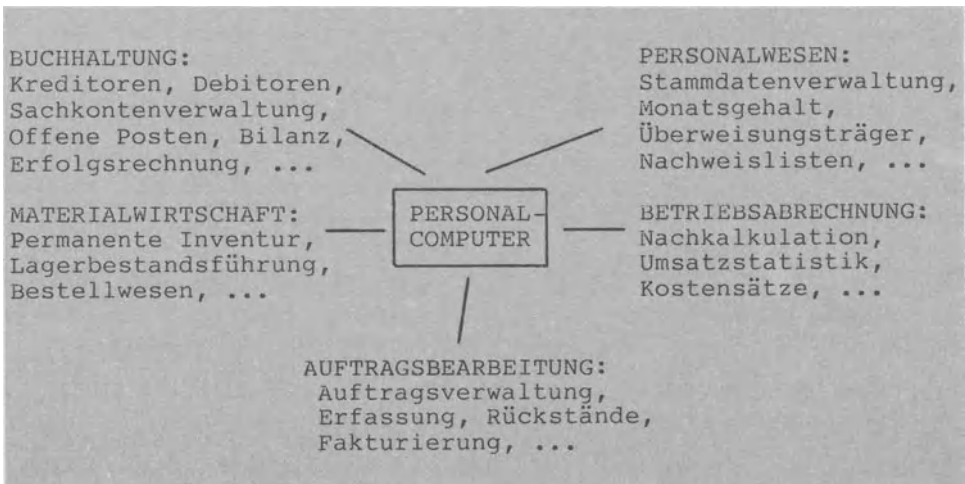 BUCHHALTUNG:
Kreditoren, Debitoren,
Sachkontenverwaltung,
Offene Posten, Bilanz,
Erfolgsrechnung, ...
PERSONALWESEN:
Stammdatenverwaltung,
Monatsgehalt,
Überweisungsträger,
Nachweislisten, ...
MATERIALWIRTSCHAFT:
Permanente Inventur,
Lagerbestandsführung,
Bestellwesen, ...
PERSONAL-
COMPUTER
BETRIEBSABRECHNUNG:
Nachkalkulation,
Umsatzstatistik,
Kostensätze, ...
AUFTRAGSBEARBEITUNG:
Auftragsverwaltung,
Erfassung, Rückstände,
Fakturierung, ...